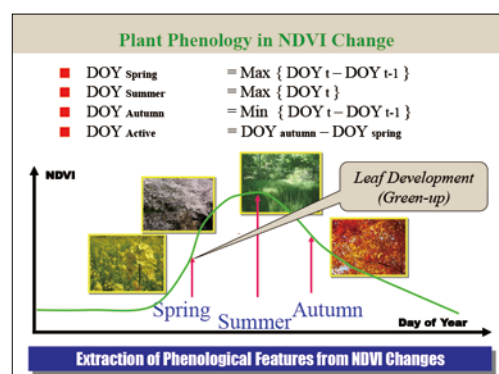 Plant Phenology in NDVI Change
DOY Spring = Max { DOY t – DOY t-1 }
DOY Summer = Max { DOY t }
DOY Autumn = Min { DOY t – DOY t-1 }
DOY Active = DOY autumn – DOY spring
NDVI
Leaf Development
(Green-up)
Spring
Summer
Autumn
Day of Year
Extraction of Phenological Features from NDVI Changes